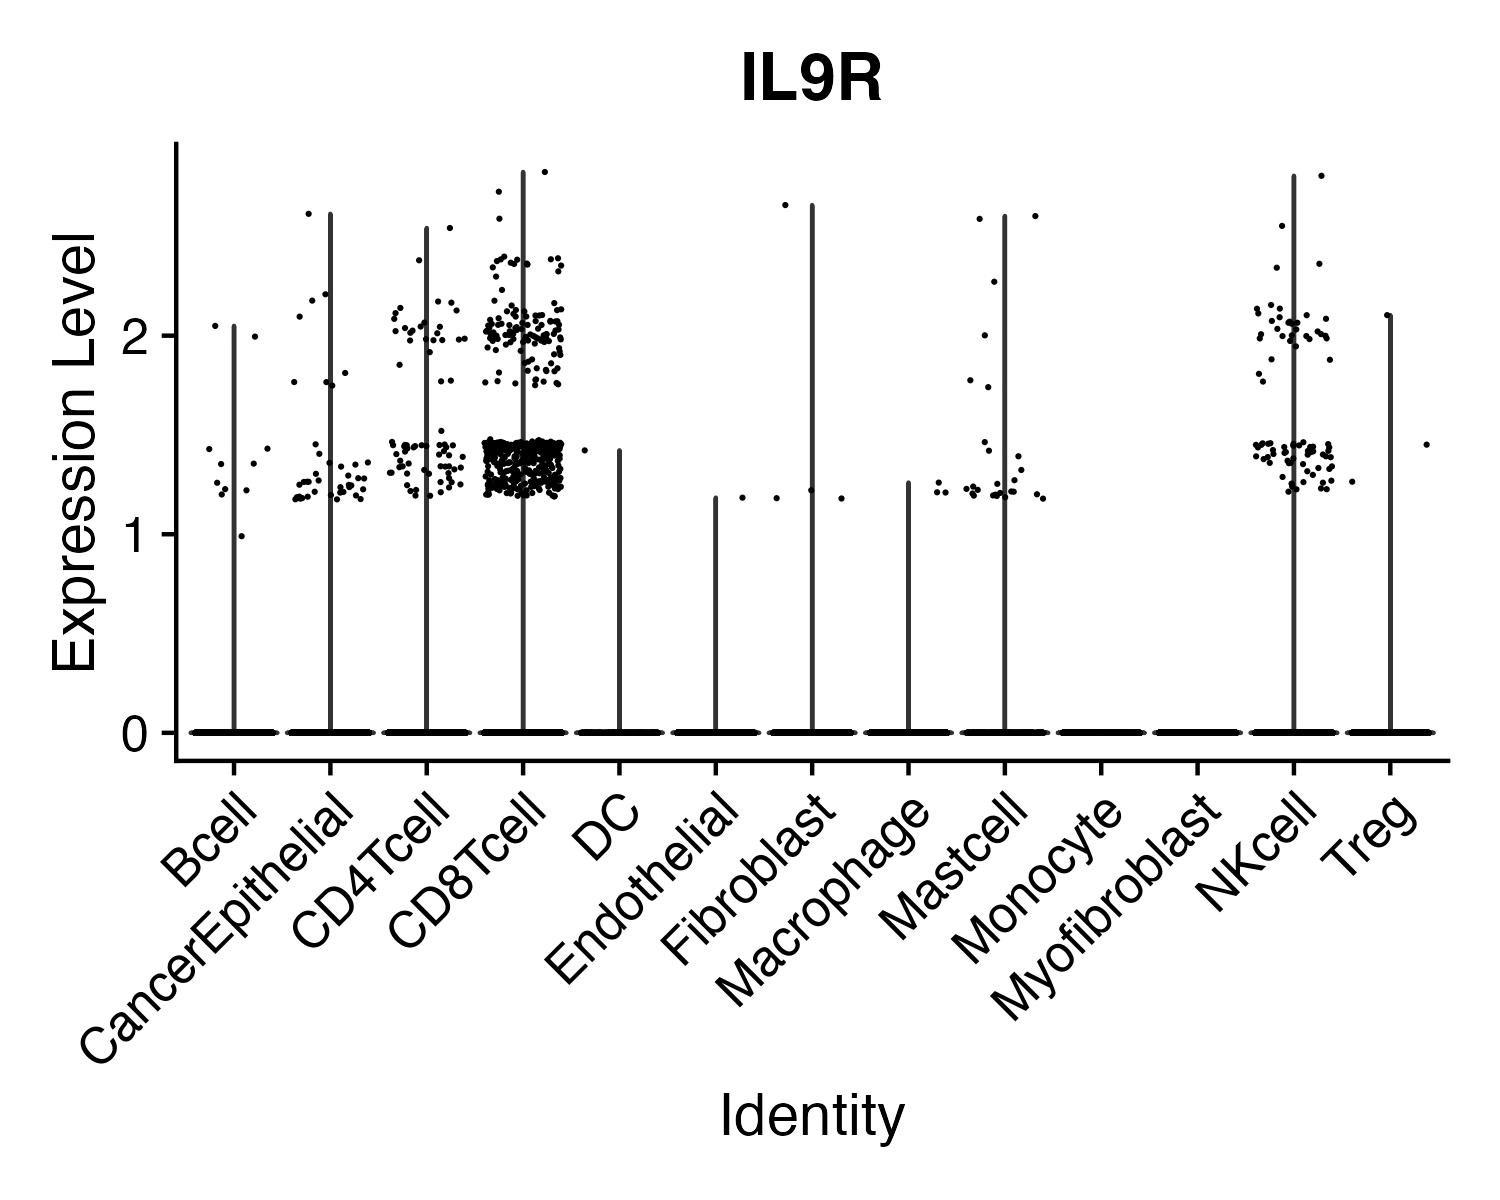 IL9R
Expression Level
2
1
0
Bcell
CancerEpithelial
CD4Tcell
CD8Tcell
DC
Endothelial
Fibroblast
Macrophage
Mastcell
Monocyte
Myofibroblast
NKcell
Treg
Identity